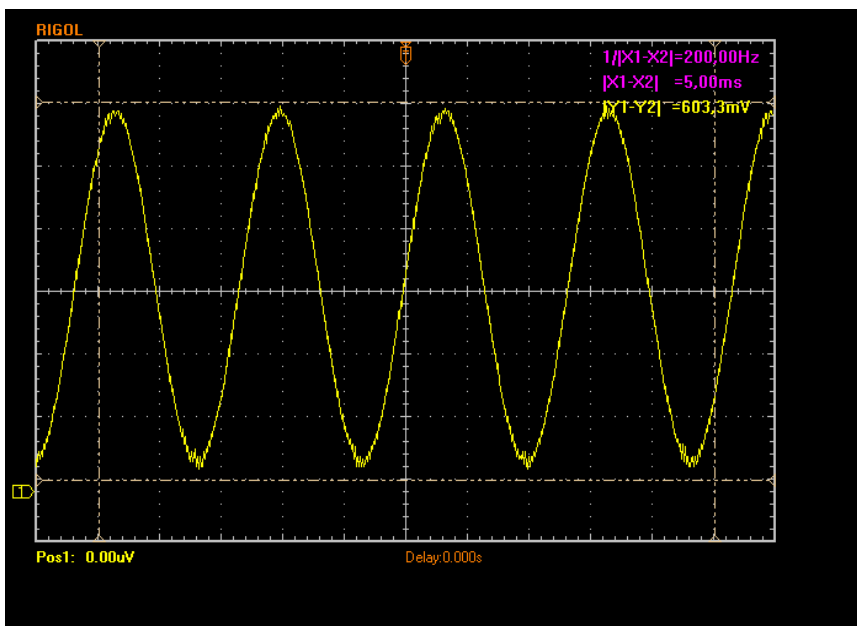 RIGOL
1/|X1-X2|=200,00Hz
|X1-X2| =5,00ms
|Y1-Y2| =603,3mV
1
Pos1: 0.00uV
Delay:0.000s